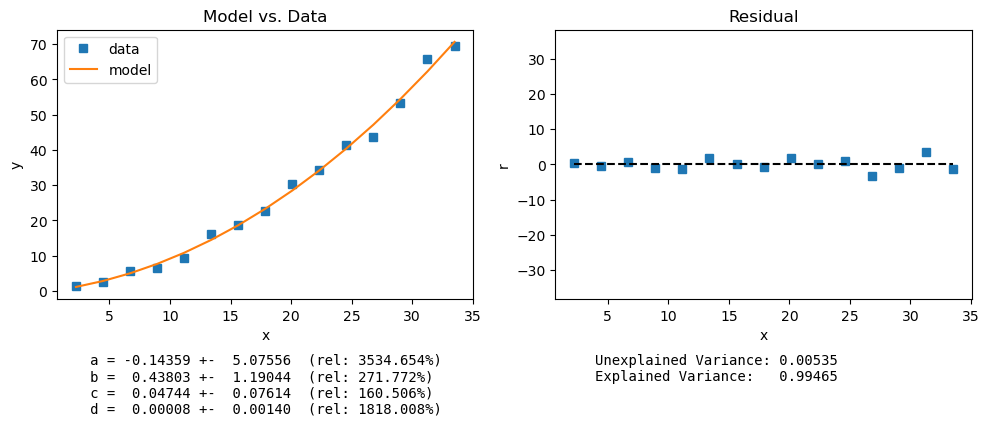 Model vs. Data
data
model
70
60
50
40
30
20
10
0
y
5
10
15
20
25
30
35
x
Residual
30
20
10
0
−10
−20
−30
r
5
10
15
20
25
30
35
x
a = -0.14359 +-  5.07556  (rel: 3534.654%)
b =  0.43803 +-  1.19044  (rel: 271.772%)
c =  0.04744 +-  0.07614  (rel: 160.506%)
d =  0.00008 +-  0.00140  (rel: 1818.008%)
Unexplained Variance: 0.00535
Explained Variance:   0.99465